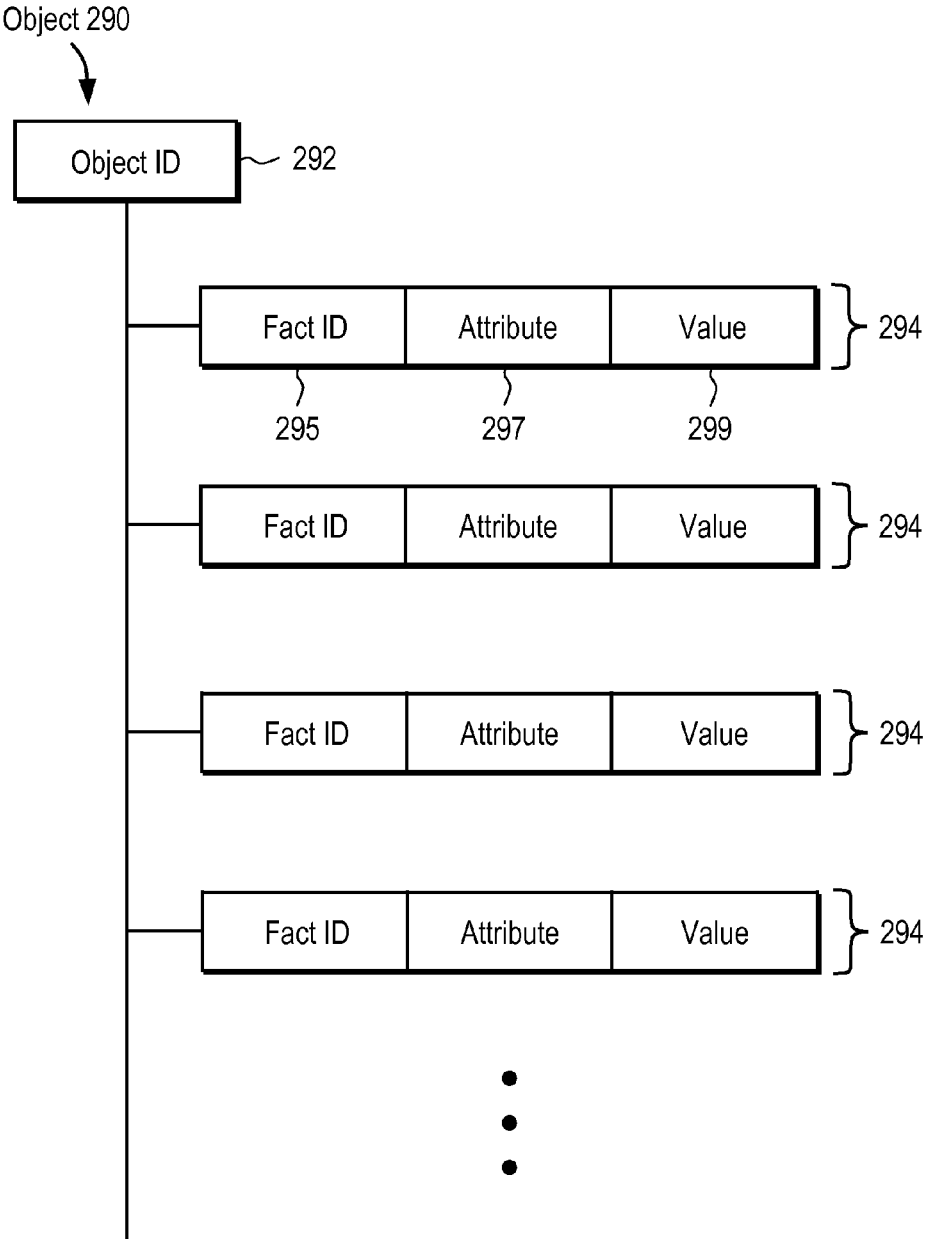 Object 290
Object ID 292
Fact ID Attribute Value 294
295 297 299
Fact ID Attribute Value 294
Fact ID Attribute Value 294
Fact ID Attribute Value 294